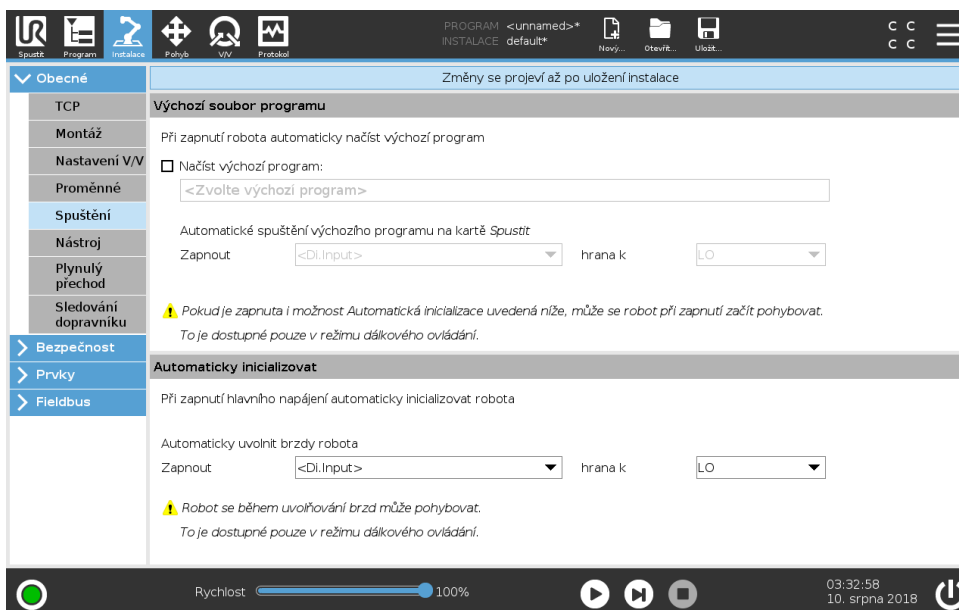 PROGRAM <unnamed>*
INSTALACE default*
C C
C C
Spustit Program Instalace Pohyb V/V Protokol Nový... Otevřít... Uložit...
Obecné
TCP
Montáž
Nastavení V/V
Proměnné
Spuštění
Nástroj
Plynulý
přechod
Sledování
dopravníku
Bezpečnost
Prvky
Fieldbus
Změny se projeví až po uložení instalace
Výchozí soubor programu
Při zapnutí robota automaticky načíst výchozí program
Načíst výchozí program:
<Zvolte výchozí program>
Automatické spuštění výchozího programu na kartě Spustit
Zapnout <Di.Input> hrana k LO
Pokud je zapnuta i možnost Automatická inicializace uvedená níže, může se robot při zapnutí začít pohybovat.
To je dostupné pouze v režimu dálkového ovládání.
Automaticky inicializovat
Při zapnutí hlavního napájení automaticky inicializovat robota
Automaticky uvolnit brzdy robota
Zapnout <Di.Input> hrana k LO
Robot se během uvolňování brzd může pohybovat.
To je dostupné pouze v režimu dálkového ovládání.
Rychlost 100%
03:32:58
10. srpna 2018